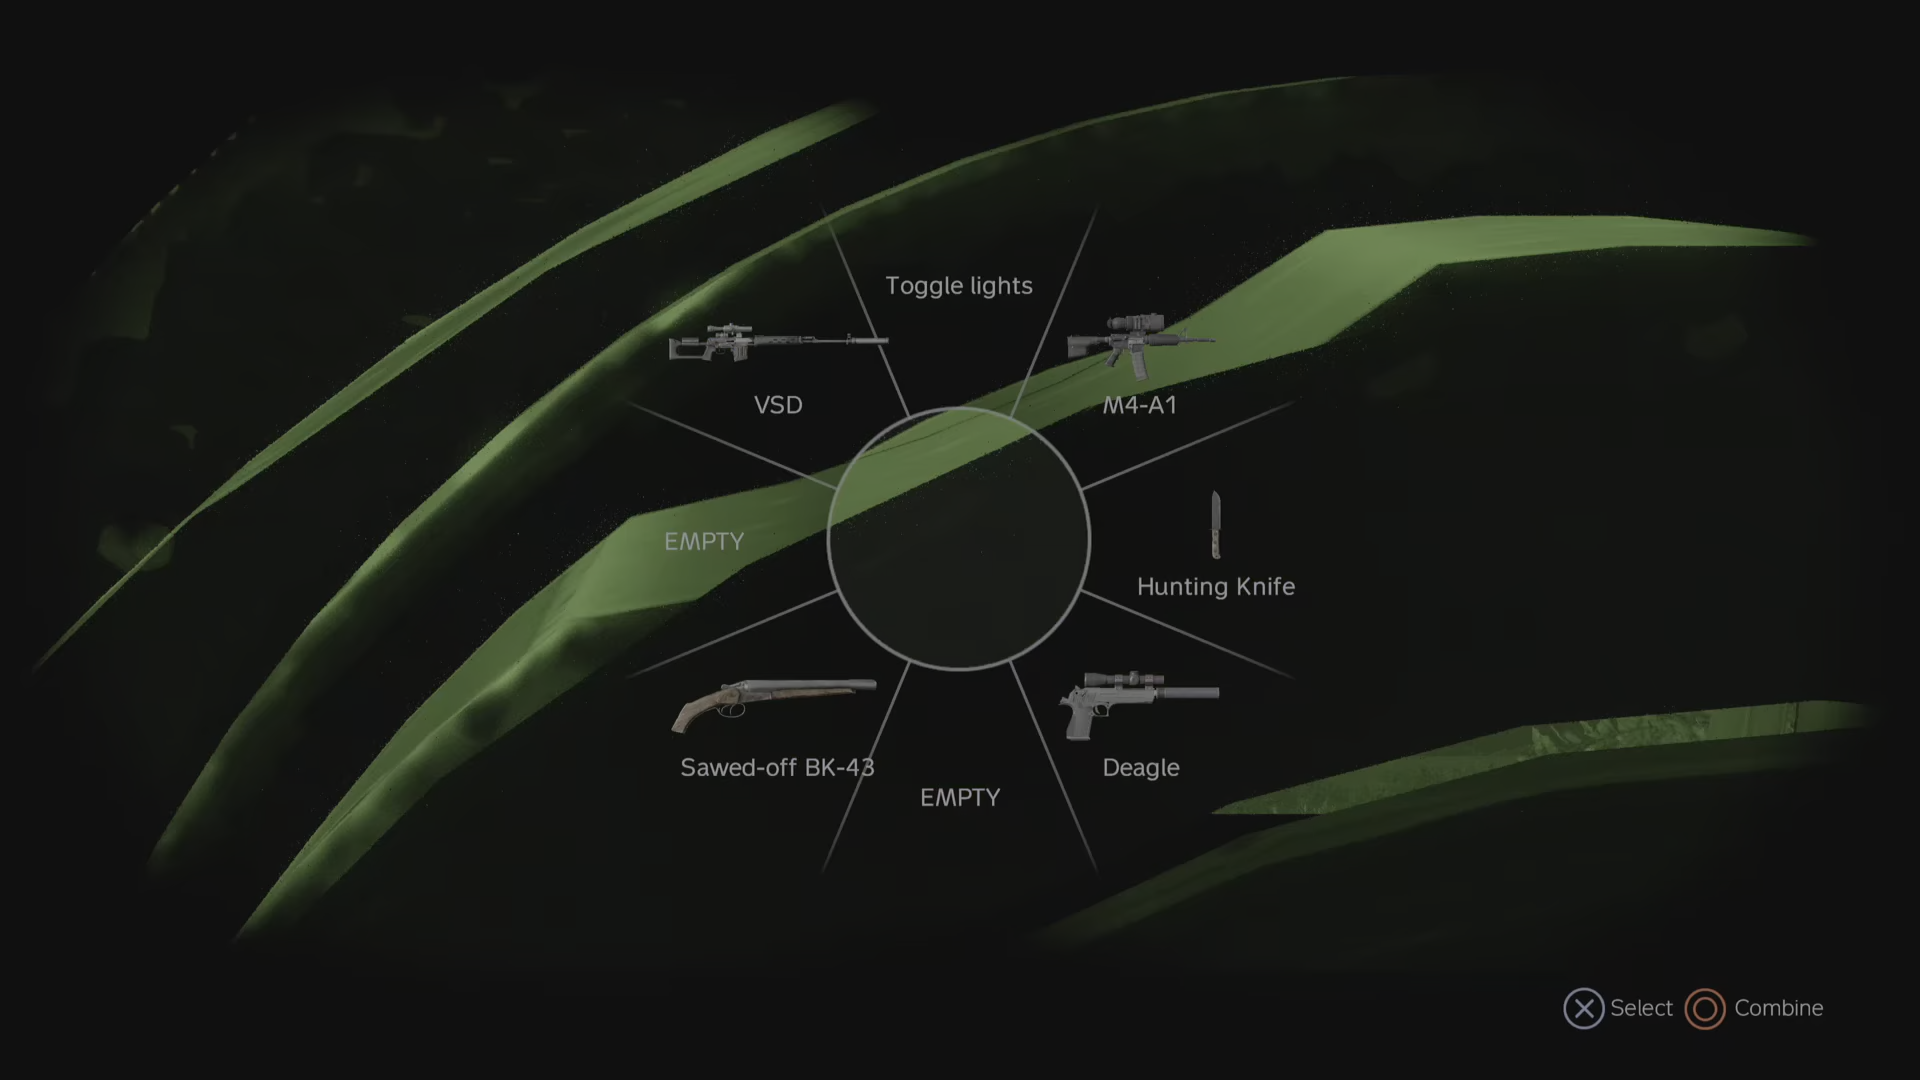 Toggle lights
VSD
M4-A1
EMPTY
Hunting Knife
Sawed-off BK-43
Deagle
EMPTY
Select
Combine